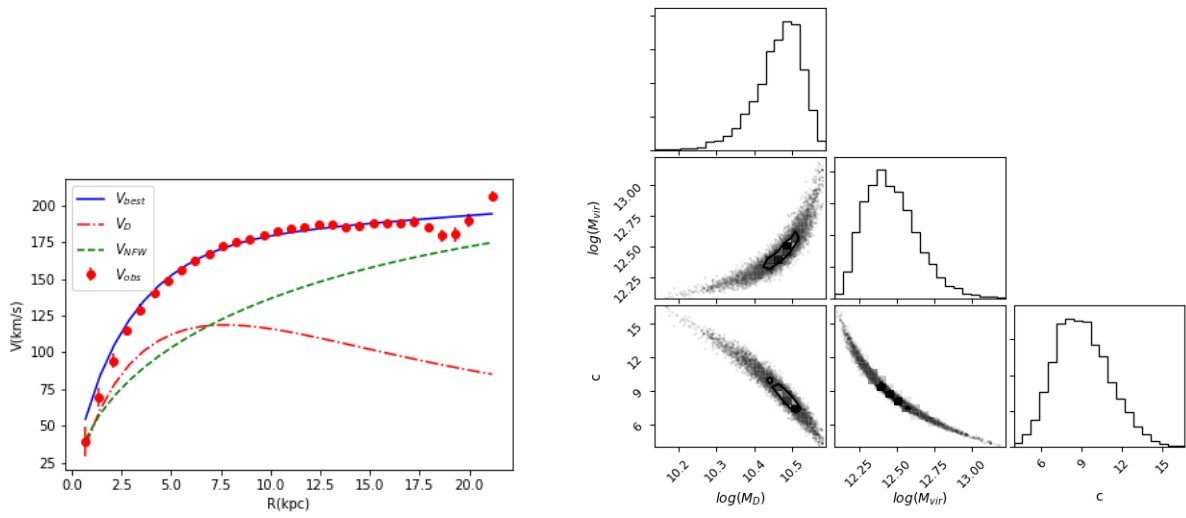 V_best
V_D
V_NFW
V_obs
200
175
150
125
100
75
50
25
V(km/s)
0.0 2.5 5.0 7.5 10.0 12.5 15.0 17.5 20.0
R(kpc)
log(M_vir)
13.00
12.75
12.50
12.25
c
15
12
9
6
10.2 10.3 10.4 10.5
log(M_D)
12.25 12.50 12.75 13.00
log(M_vir)
6 9 12 15
c